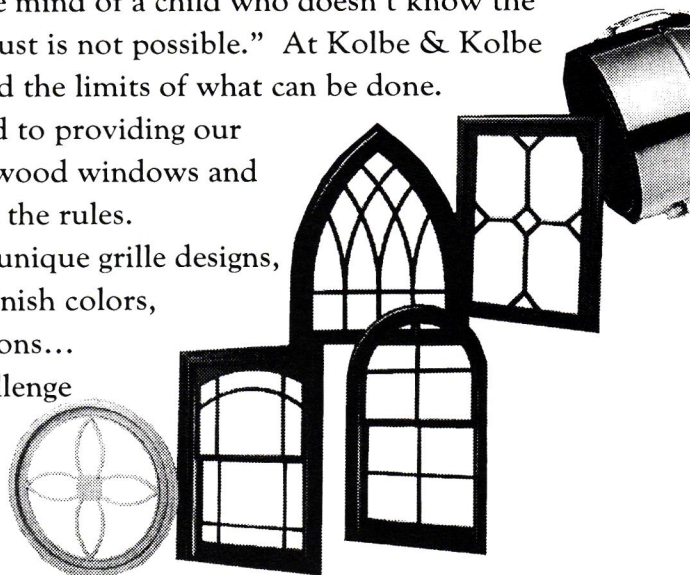 e mind of a child who doesn't know the
ust is not possible.” At Kolbe & Kolbe
d the limits of what can be done.
d to providing our
wood windows and
the rules.
unique grille designs,
nish colors,
ons...
llenge